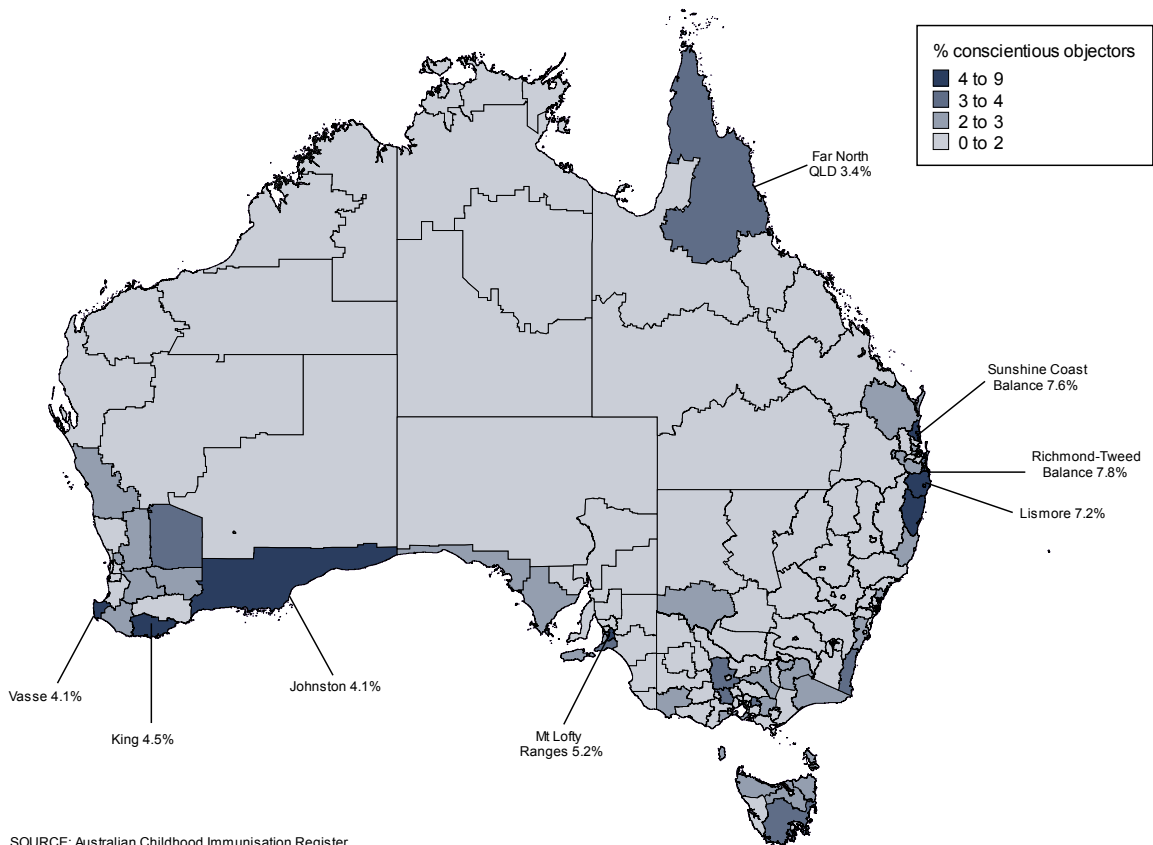 % conscientious objectors
4 to 9
3 to 4
2 to 3
0 to 2
Far North
QLD 3.4%
Sunshine Coast
Balance 7.6%
Richmond-Tweed
Balance 7.8%
Lismore 7.2%
Vasse 4.1%
King 4.5%
Johnston 4.1%
Mt Lofty
Ranges 5.2%
SOURCE: Australian Childhood Immunisation Register